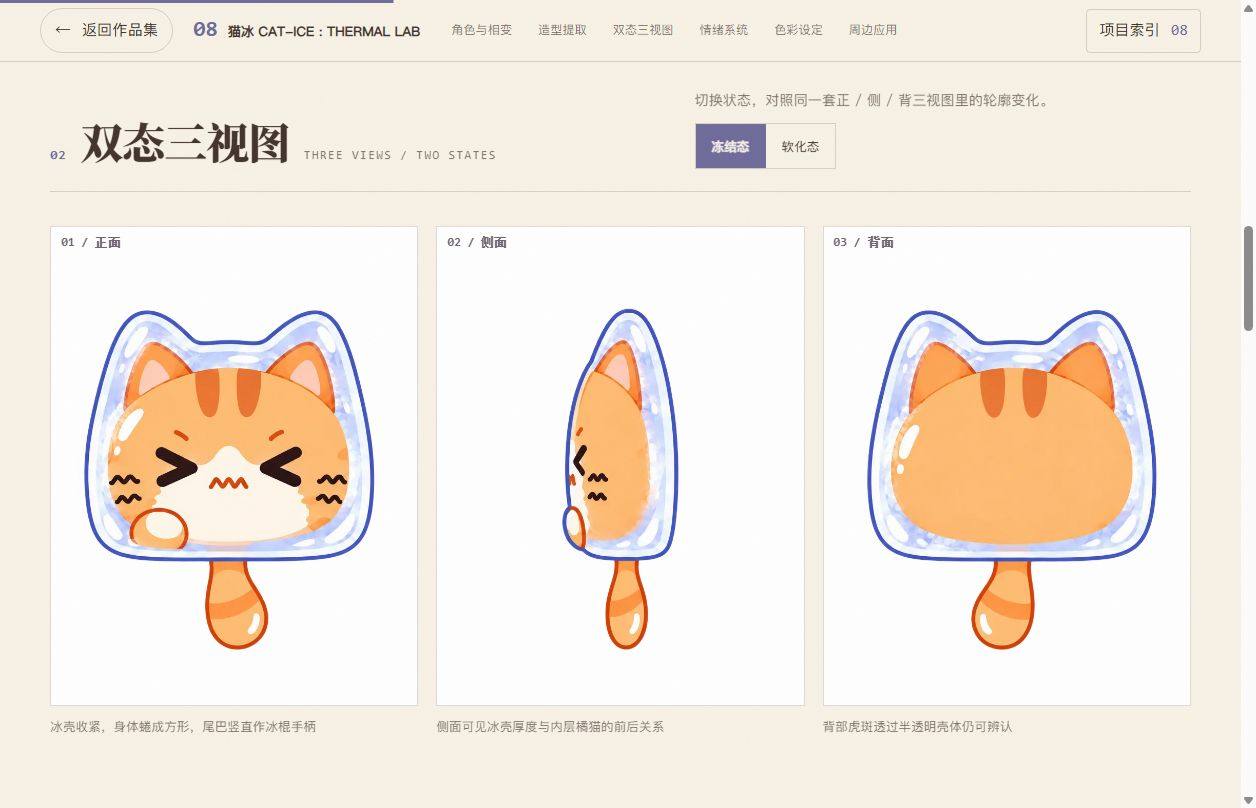 ← 返回作品集
08 猫冰 CAT-ICE : THERMAL LAB
角色与相变 造型提取 双态三视图 情绪系统 色彩设定 周边应用
项目索引 08
切换状态，对照同一套正 / 侧 / 背三视图里的轮廓变化。
02 双态三视图 THREE VIEWS / TWO STATES
冻结态 软化态
01 / 正面
02 / 侧面
03 / 背面
冰壳收紧，身体蜷成方形，尾巴竖直作冰棍手柄
侧面可见冰壳厚度与内层橘猫的前后关系
背部虎斑透过半透明壳体仍可辨认